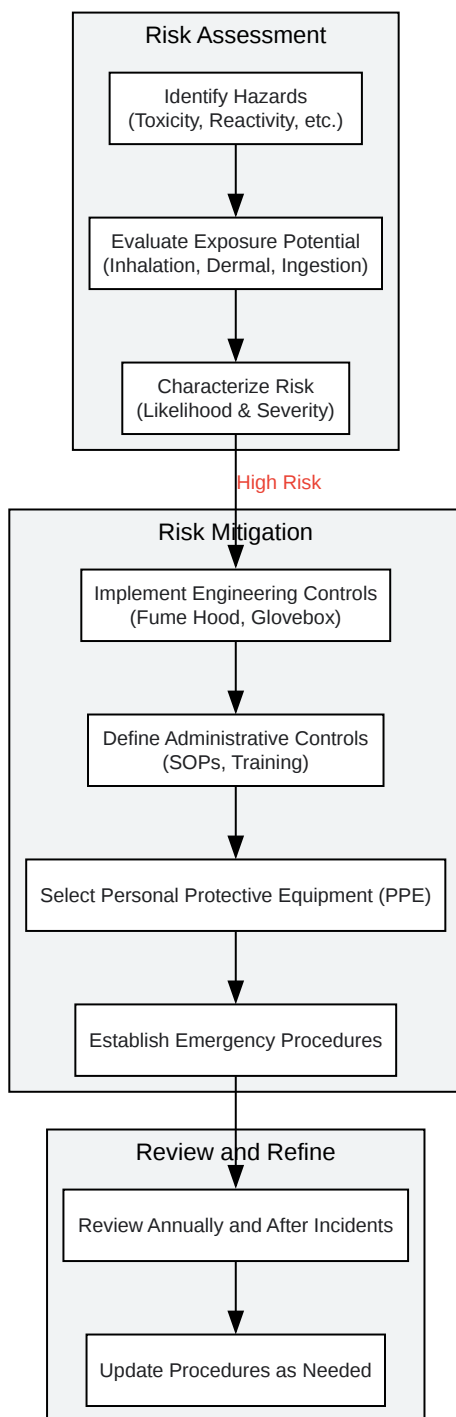 Risk Assessment
Identify Hazards
(Toxicity, Reactivity, etc.)
Evaluate Exposure Potential
(Inhalation, Dermal, Ingestion)
Characterize Risk
(Likelihood & Severity)
High Risk
Risk Mitigation
Implement Engineering Controls
(Fume Hood, Glovebox)
Define Administrative Controls
(SOPs, Training)
Select Personal Protective Equipment (PPE)
Establish Emergency Procedures
Review and Refine
Review Annually and After Incidents
Update Procedures as Needed